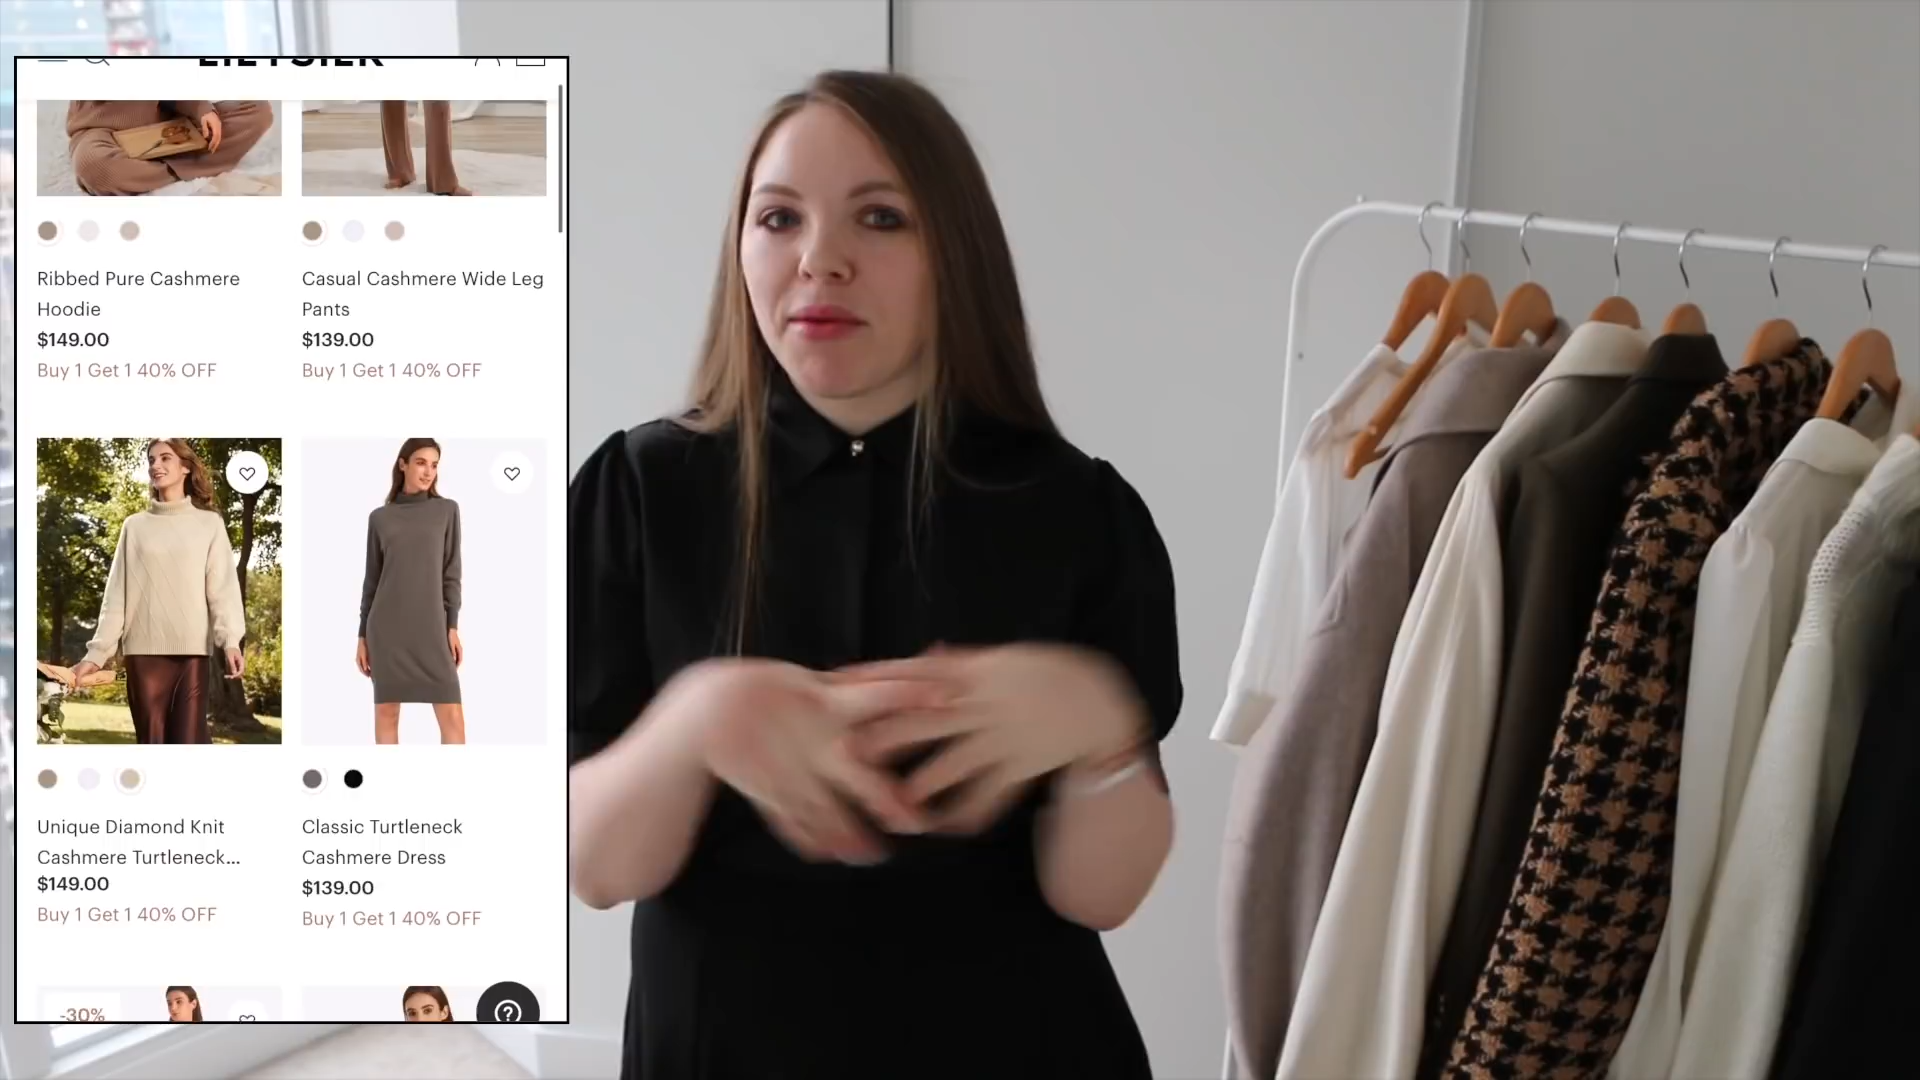 LILYSILK
Ribbed Pure Cashmere
Hoodie
$149.00
Buy 1 Get 1 40% OFF
Casual Cashmere Wide Leg
Pants
$139.00
Buy 1 Get 1 40% OFF
Unique Diamond Knit
Cashmere Turtleneck...
$149.00
Buy 1 Get 1 40% OFF
Classic Turtleneck
Cashmere Dress
$139.00
Buy 1 Get 1 40% OFF
-30%
?